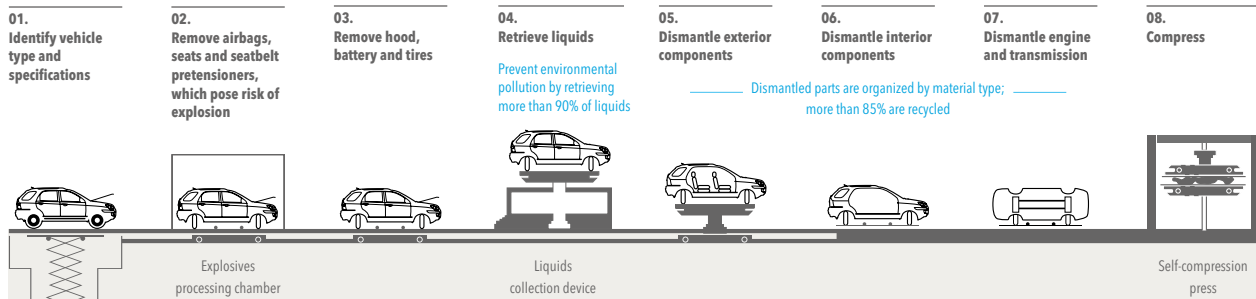 01.
Identify vehicle
type and
specifications
02.
Remove airbags,
seats and seatbelt
pretensioners,
which pose risk of
explosion
03.
Remove hood,
battery and tires
04.
Retrieve liquids
Prevent environmental
pollution by retrieving
more than 90% of liquids
05.
Dismantle exterior
components
06.
Dismantle interior
components
07.
Dismantle engine
and transmission
Dismantled parts are organized by material type;
more than 85% are recycled
08.
Compress
Explosives
processing chamber
Liquids
collection device
Self-compression
press